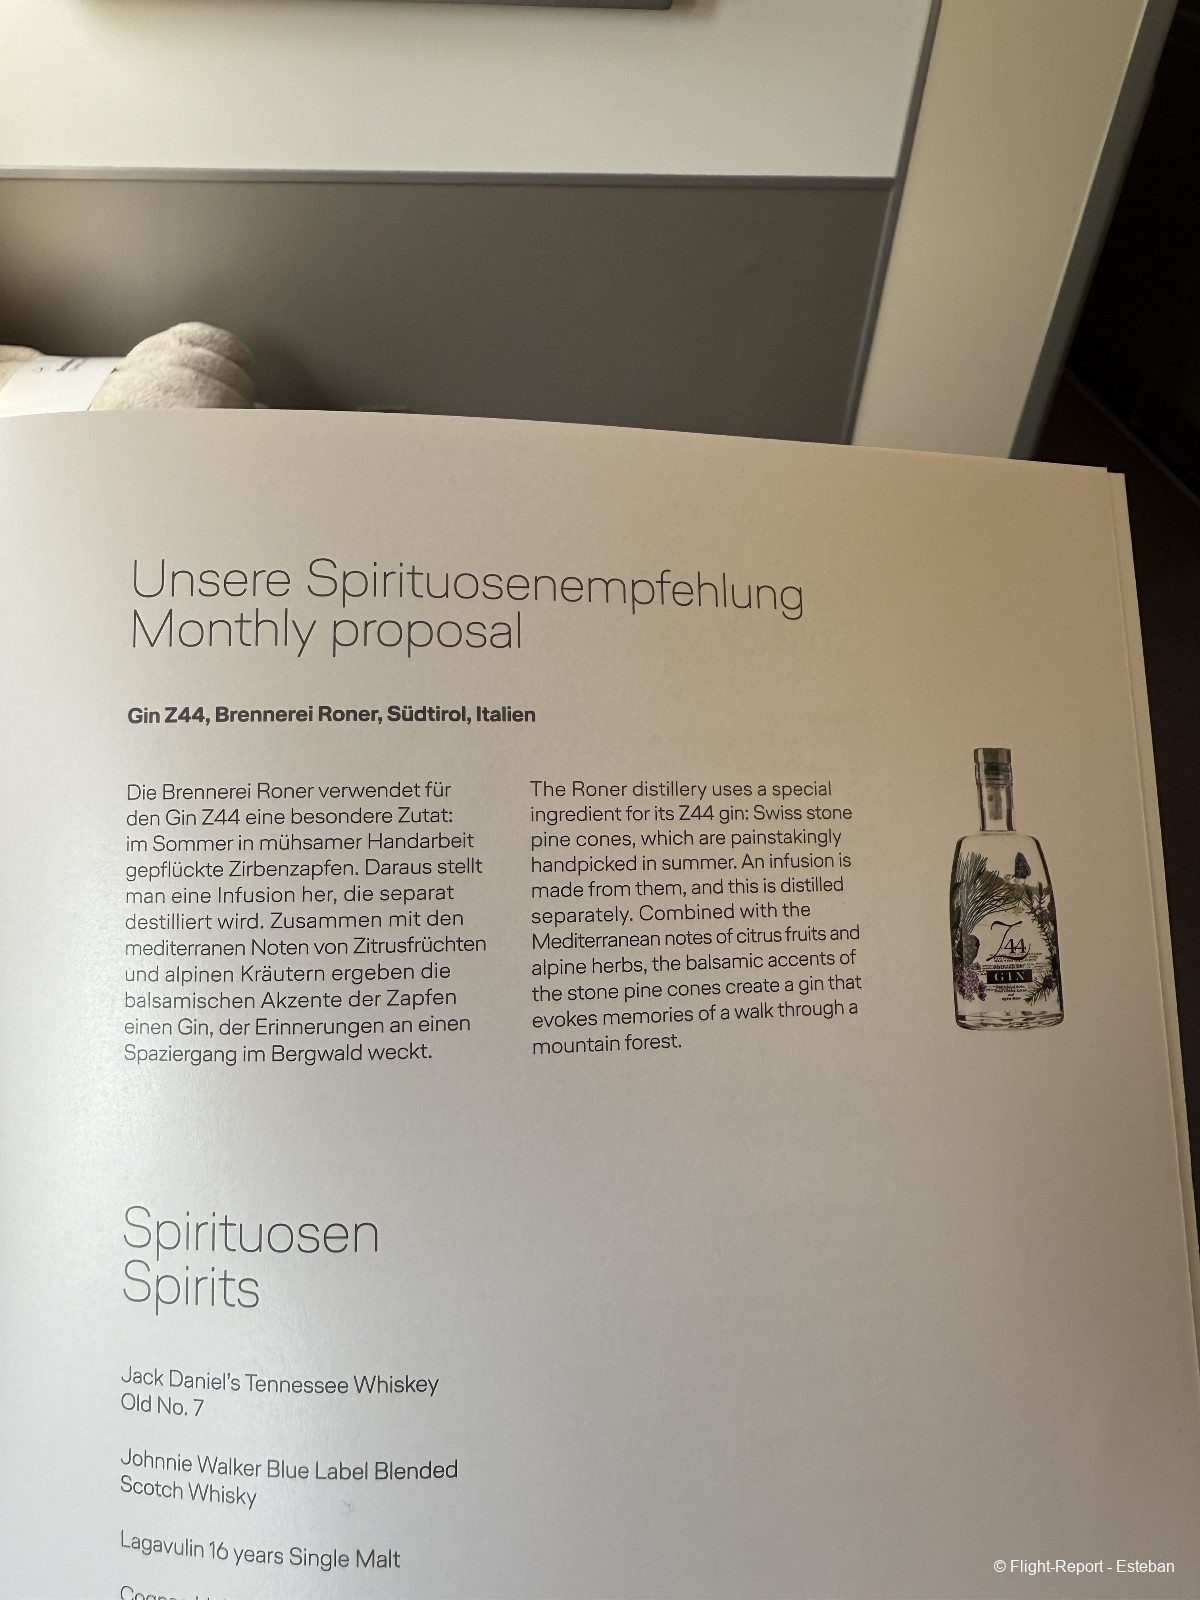 Unsere Spirituosenempfehlung
Monthly proposal
Gin Z44, Brennerei Roner, Südtirol, Italien
Die Brennerei Roner verwendet für
den Gin Z44 eine besondere Zutat:
im Sommer in mühsamer Handarbeit
gepflückte Zirbenzapfen. Daraus stellt
man eine Infusion her, die separat
destilliert wird. Zusammen mit den
mediterranen Noten von Zitrusfrüchten
und alpinen Kräutern ergeben die
balsamischen Akzente der Zapfen
einen Gin, der Erinnerungen an einen
Spaziergang im Bergwald weckt.
The Roner distillery uses a special
ingredient for its Z44 gin: Swiss stone
pine cones, which are painstakingly
handpicked in summer. An infusion is
made from them, and this is distilled
separately. Combined with the
Mediterranean notes of citrus fruits and
alpine herbs, the balsamic accents of
the stone pine cones create a gin that
evokes memories of a walk through a
mountain forest.
Z44
GIN
Spirituosen
Spirits
Jack Daniel's Tennessee Whiskey
Old No. 7
Johnnie Walker Blue Label Blended
Scotch Whisky
Lagavulin 16 years Single Malt
© Flight-Report - Esteban